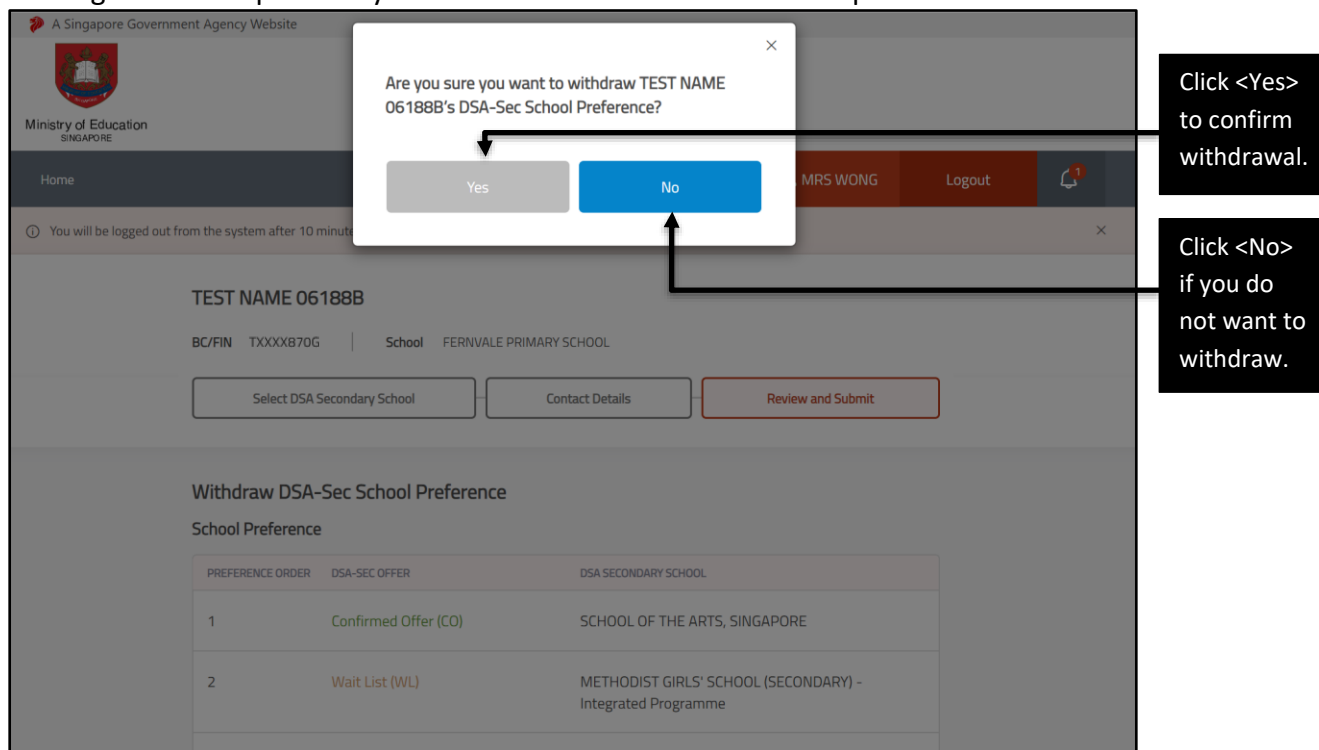 A Singapore Government Agency Website
Ministry of Education
SINGAPORE
×
Are you sure you want to withdraw TEST NAME
06188B's DSA-Sec School Preference?
Yes
No
Home
MRS WONG
Logout
1
You will be logged out from the system after 10
×
TEST NAME 06188B
BC/FIN TXXXXB70G
School FERNVALE PRIMARY SCHOOL
Select DSA Secondary School
Contact Details
Review and Submit
Withdraw DSA-Sec School Preference
School Preference
PREFERENCE ORDER DSA-SEC OFFER DSA SECONDARY SCHOOL
1 Confirmed Offer (CO) SCHOOL OF THE ARTS, SINGAPORE
2 Wait List (WL) METHODIST GIRLS' SCHOOL (SECONDARY) -
Integrated Programme
Click <Yes>
to confirm
withdrawal.
Click <No>
if you do
not want to
withdraw.